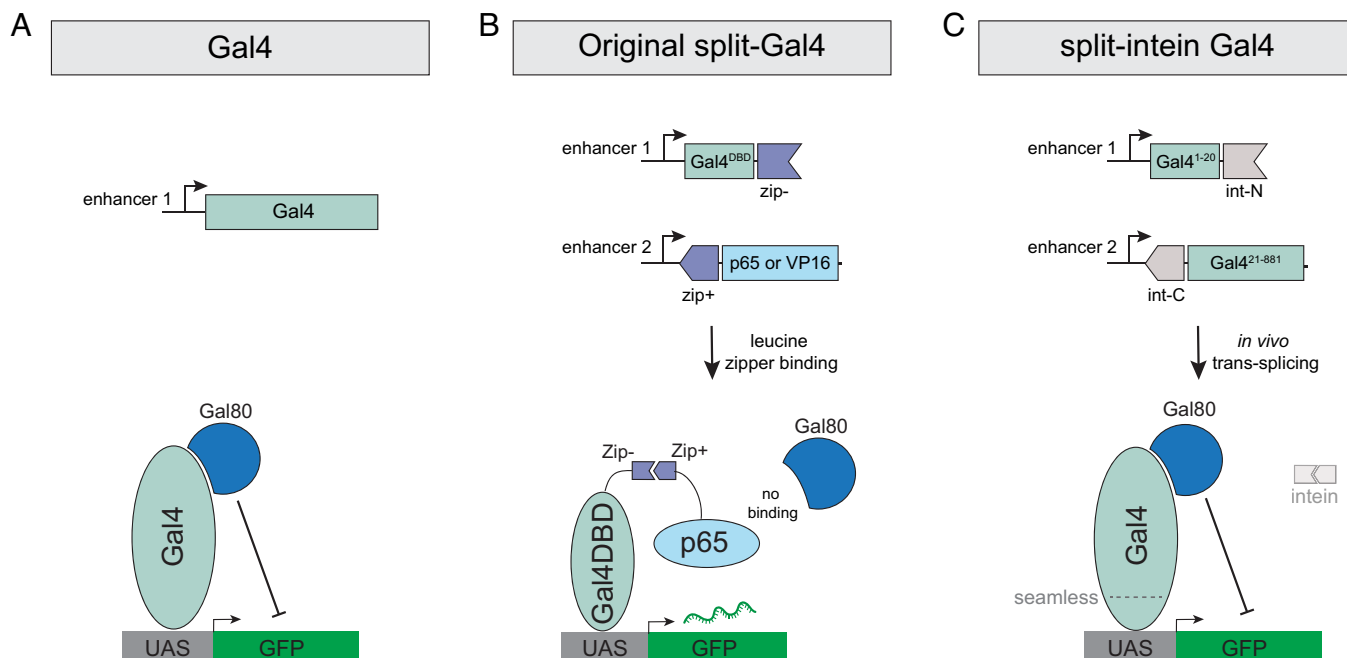 A
Gal4
enhancer 1
Gal4
Gal80
Gal4
UAS
GFP
B
Original split-Gal4
enhancer 1
Gal4DBD
zip-
enhancer 2
p65 or VP16
zip+
leucine
zipper binding
Gal80
Zip-
Zip+
no
binding
Gal4DBD
p65
UAS
GFP
C
split-intein Gal4
enhancer 1
Gal41-20
int-N
enhancer 2
Gal421-881
int-C
in vivo
trans-splicing
Gal80
Gal4
intein
seamless
UAS
GFP